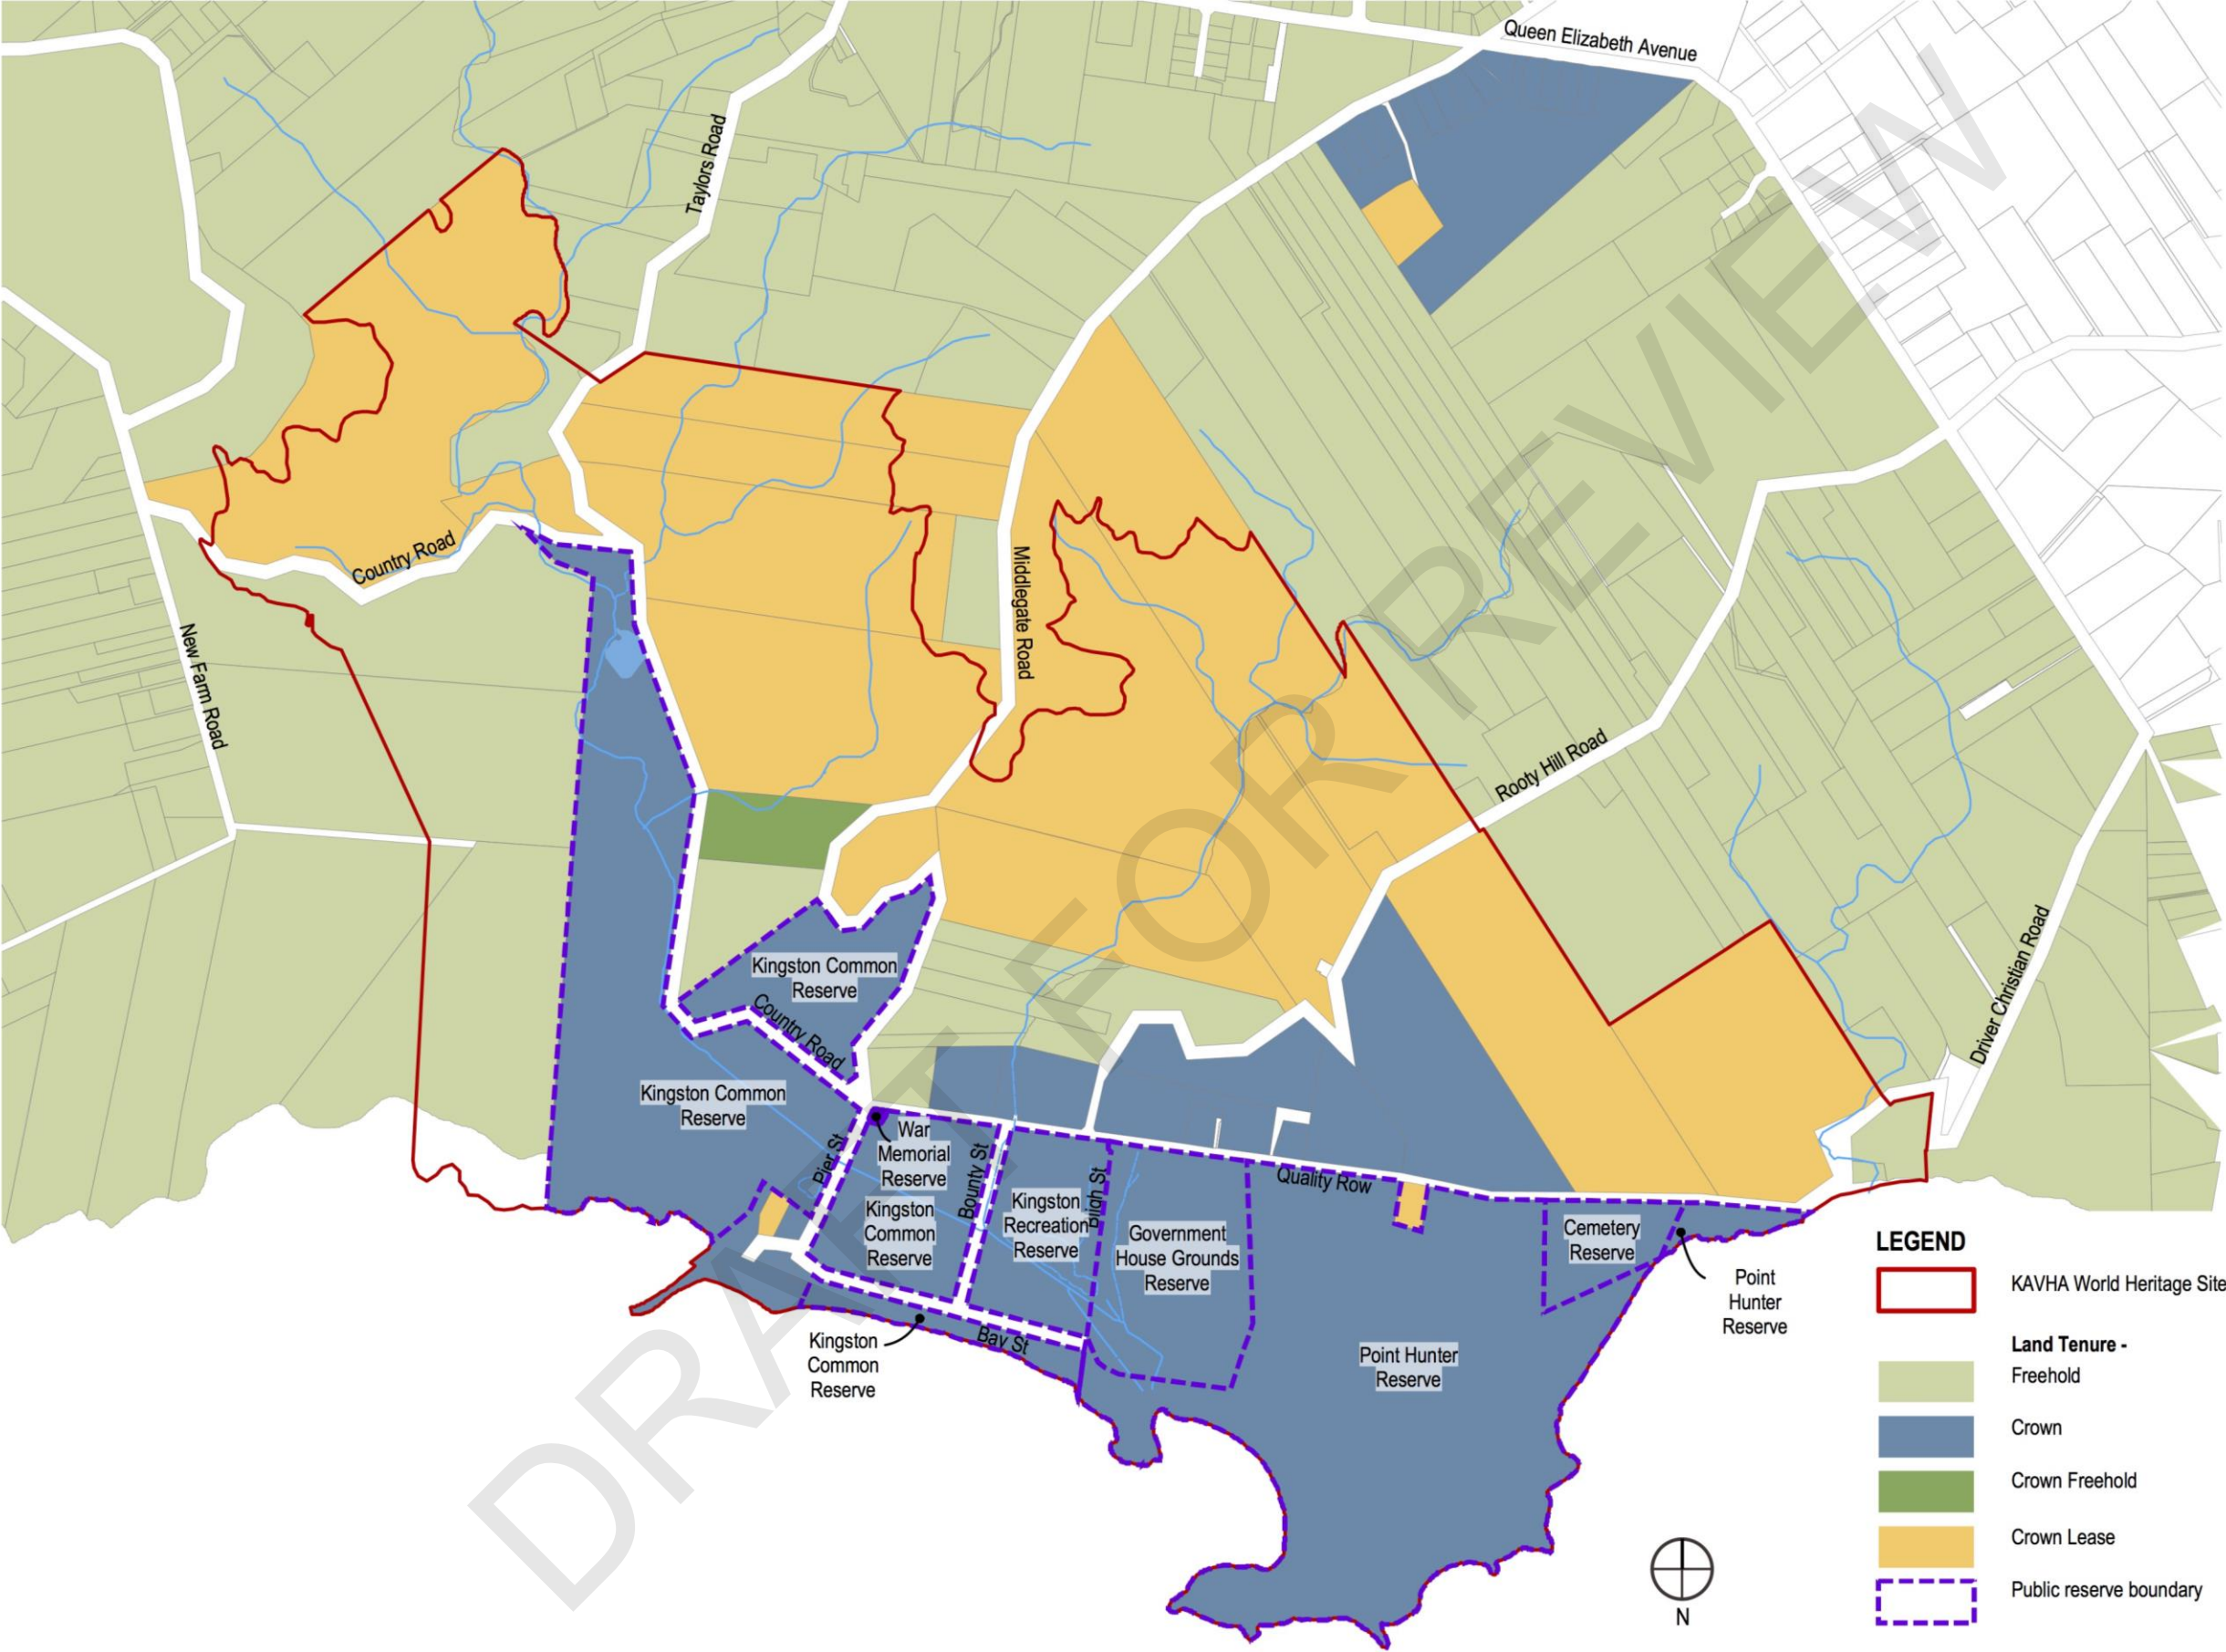 Queen Elizabeth Avenue
Taylors Road
Country Road
Middlegate Road
New Farm Road
Rooty Hill Road
Driver Christian Road
Kingston Common
Reserve
Country Road
Kingston Common
Reserve
War
Memorial
Reserve
Pier St
Bounty St
Kingston
Common
Reserve
Kingston
Recreation
Reserve
Bligh St
Government
House Grounds
Reserve
Quality Row
Cemetery
Reserve
Point
Hunter
Reserve
Bay St
Kingston
Common
Reserve
Point Hunter
Reserve
N
LEGEND
KAVHA World Heritage Site
Land Tenure -
Freehold
Crown
Crown Freehold
Crown Lease
Public reserve boundary
DRAFT FOR REVIEW